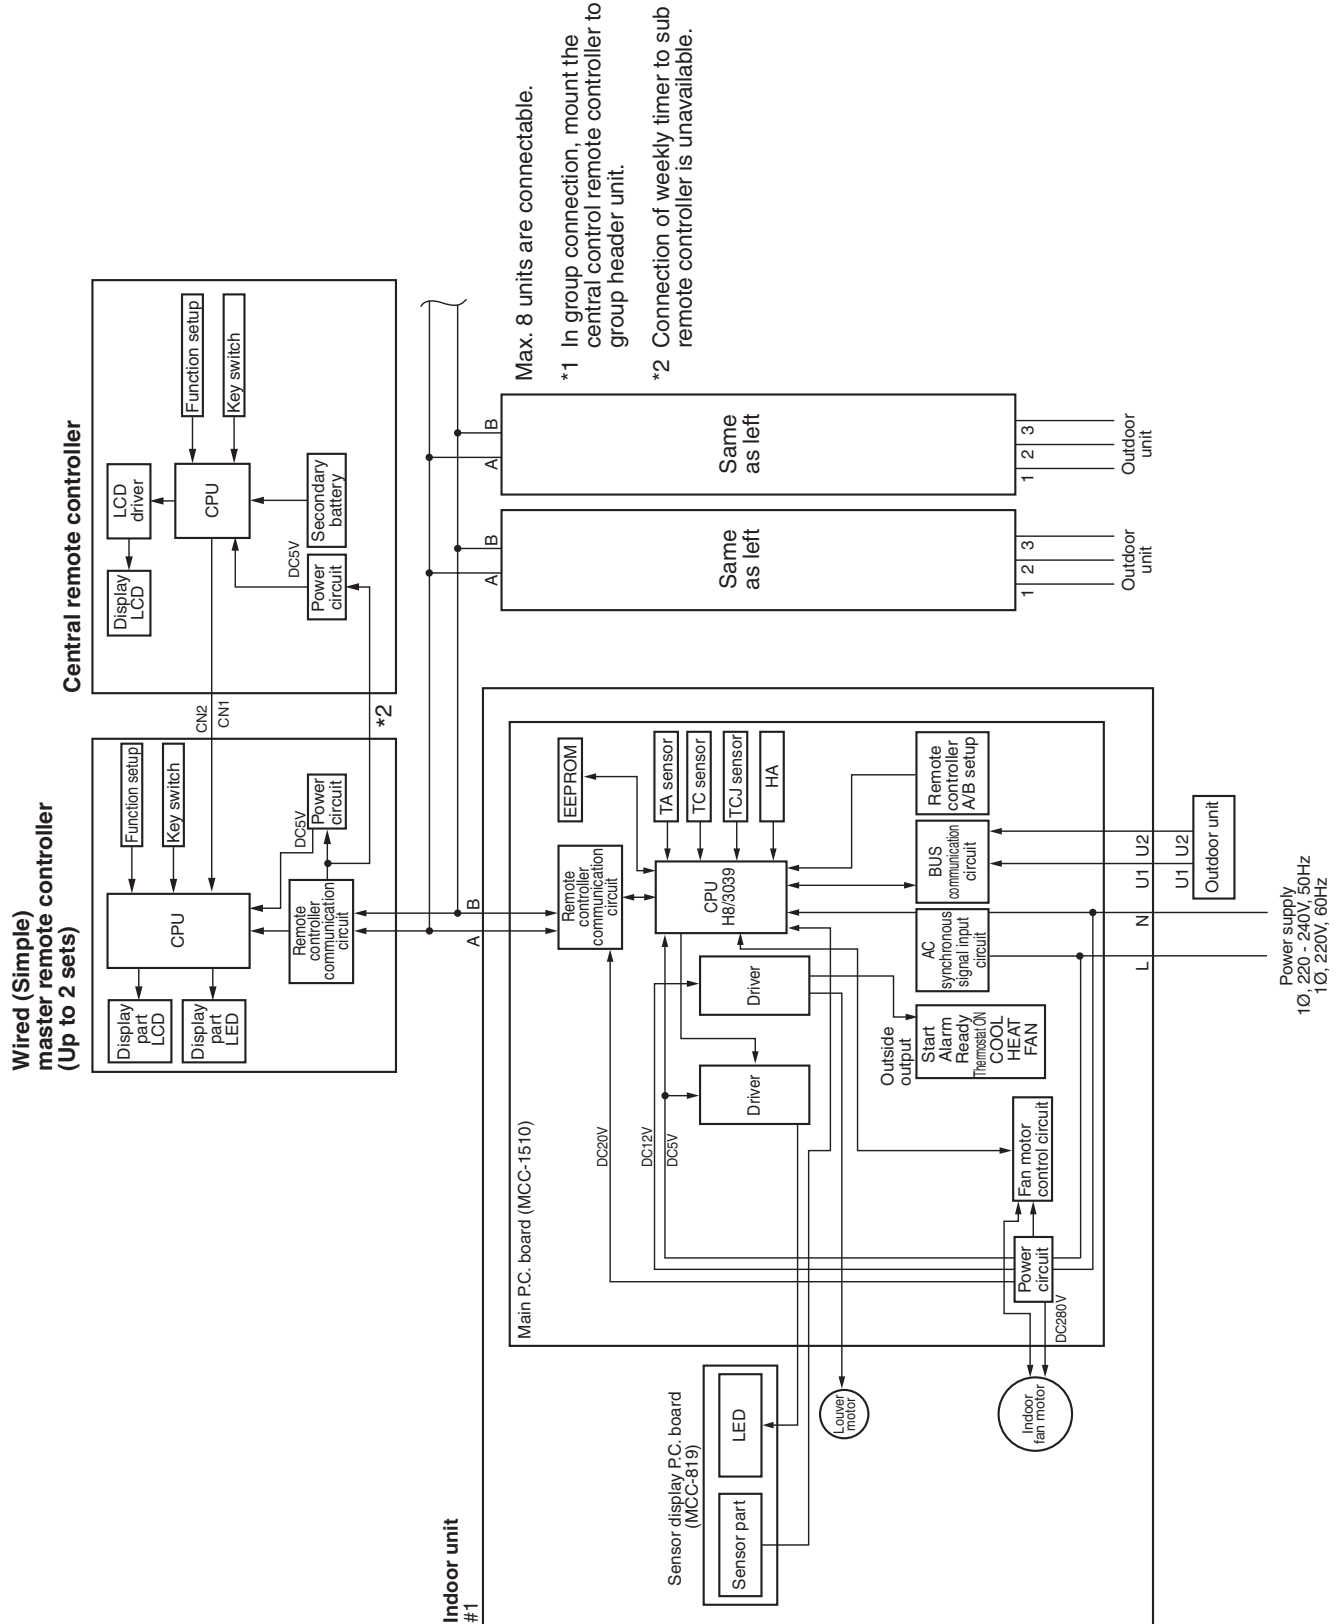 Wired (Simple)
master remote controller
(Up to 2 sets)
Display
part
LCD
Display
part
LED
CPU
Function setup
Key switch
Remote
controller
communication
circuit
DC5V
Power
circuit
CN2
CN1
*2
Central remote controller
Display
LCD
LCD
driver
CPU
Function setup
Key switch
DC5V
Power
circuit
Secondary
battery
Indoor unit
#1
A
B
Main P.C. board (MCC-1510)
Remote
controller
communication
circuit
EEPROM
TA sensor
TC sensor
TCJ sensor
HA
CPU
H8/3039
DC20V
DC12V
DC5V
Driver
Driver
Outside
output
Start
Alarm
Ready
Thermostat ON
COOL
HEAT
FAN
AC
synchronous
signal input
circuit
BUS
communication
circuit
Remote
controller
A/B setup
Fan motor
control circuit
Power
circuit
DC280V
Sensor display P.C. board
(MCC-819)
Sensor part
LED
Louver
motor
Indoor
fan motor
L
N
U1
U2
U1
U2
Outdoor unit
Power supply
1Ø, 220 - 240V, 50Hz
1Ø, 220V, 60Hz
A
B
Same
as left
1
2
3
Outdoor
unit
A
B
Same
as left
1
2
3
Outdoor
unit
Max. 8 units are connectable.
*1 In group connection, mount the
central control remote controller to
group header unit.
*2 Connection of weekly timer to sub
remote controller is unavailable.